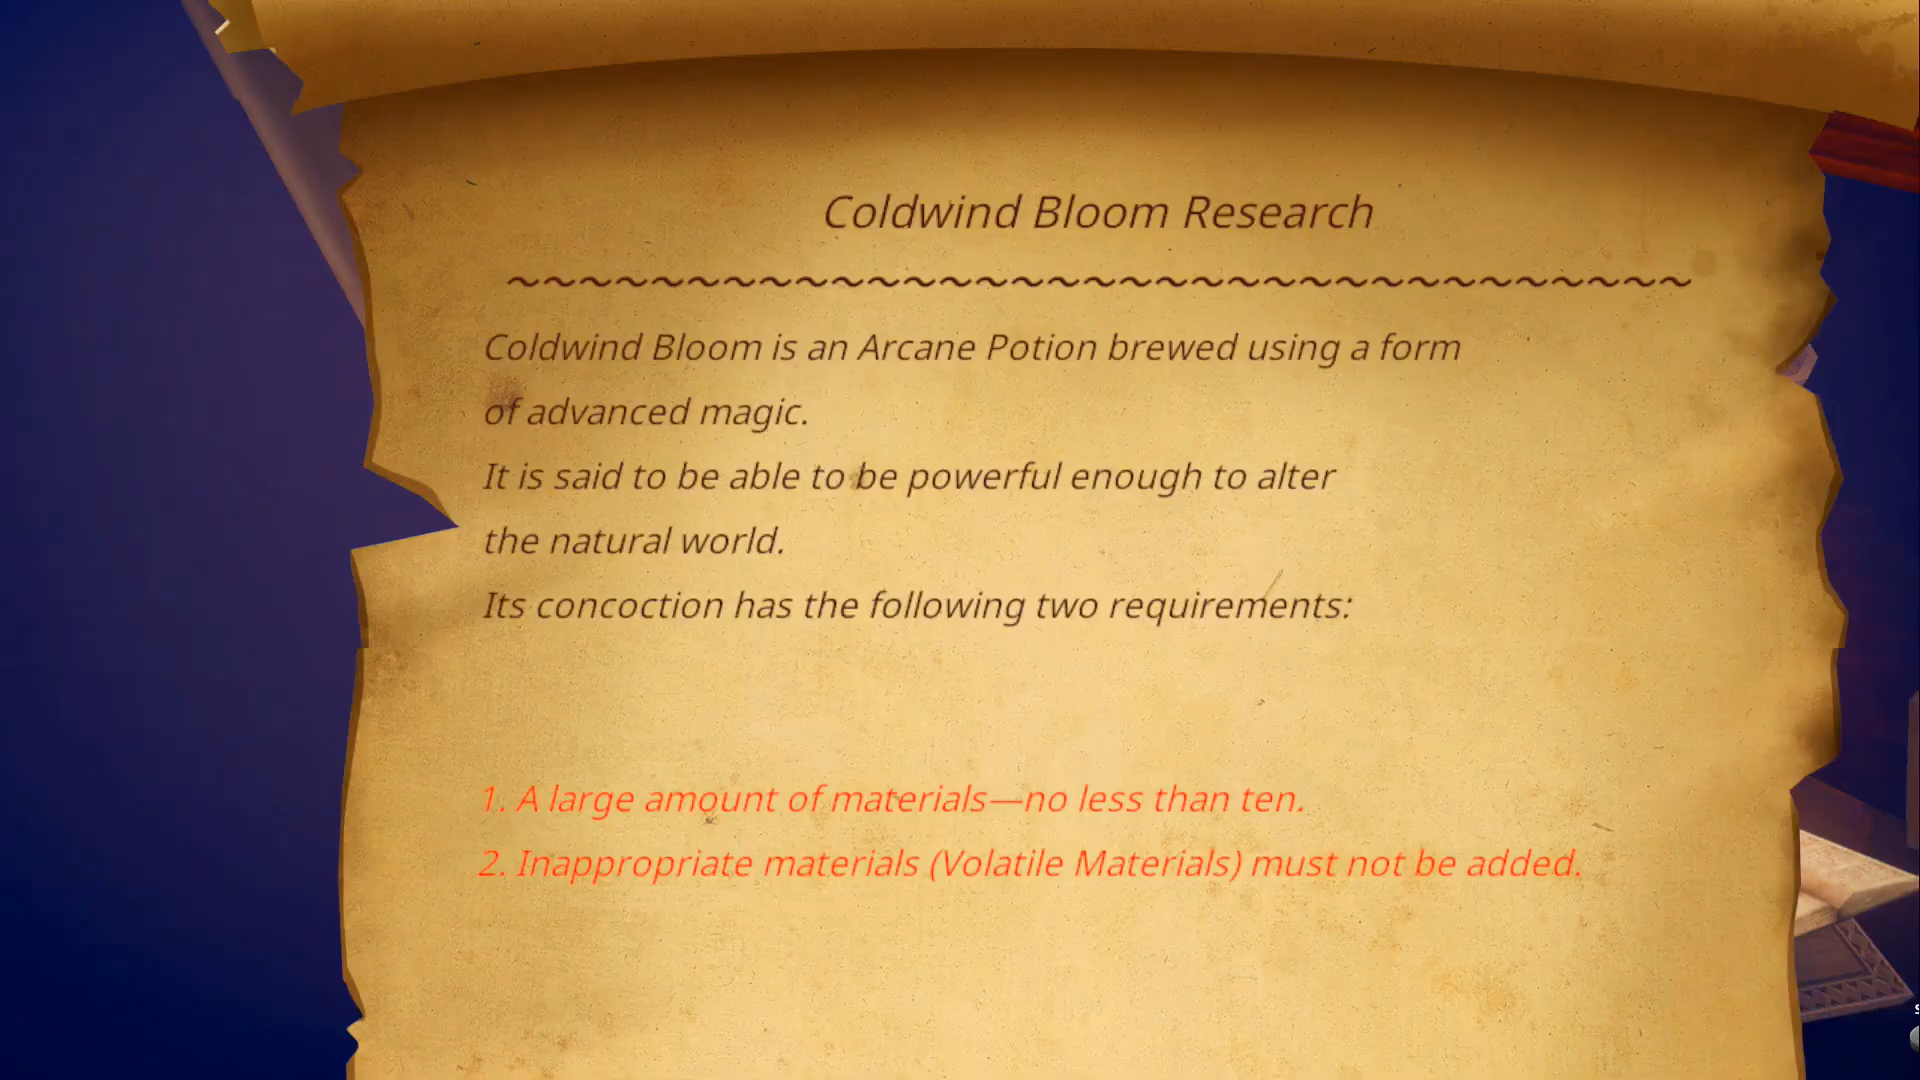 Coldwind Bloom Research
~~~~~~~~~~~~~~~~~~~~~~~~~~~~~~~~~
Coldwind Bloom is an Arcane Potion brewed using a form
of advanced magic.
It is said to be able to be powerful enough to alter
the natural world.
Its concoction has the following two requirements:
1. A large amount of materials—no less than ten.
2. Inappropriate materials (Volatile Materials) must not be added.